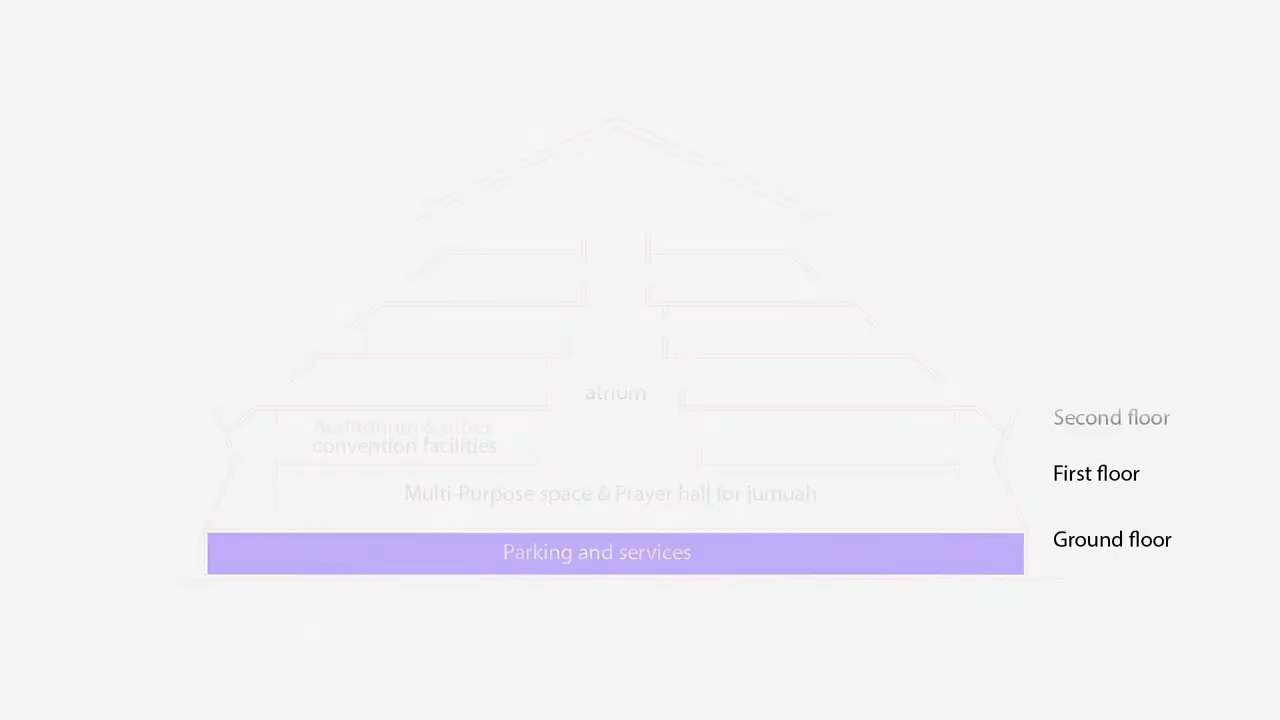 atrium
Second floor
Auditorium & other
convention facilities
First floor
Multi-Purpose space & Prayer hall for jumuah
Ground floor
Parking and services